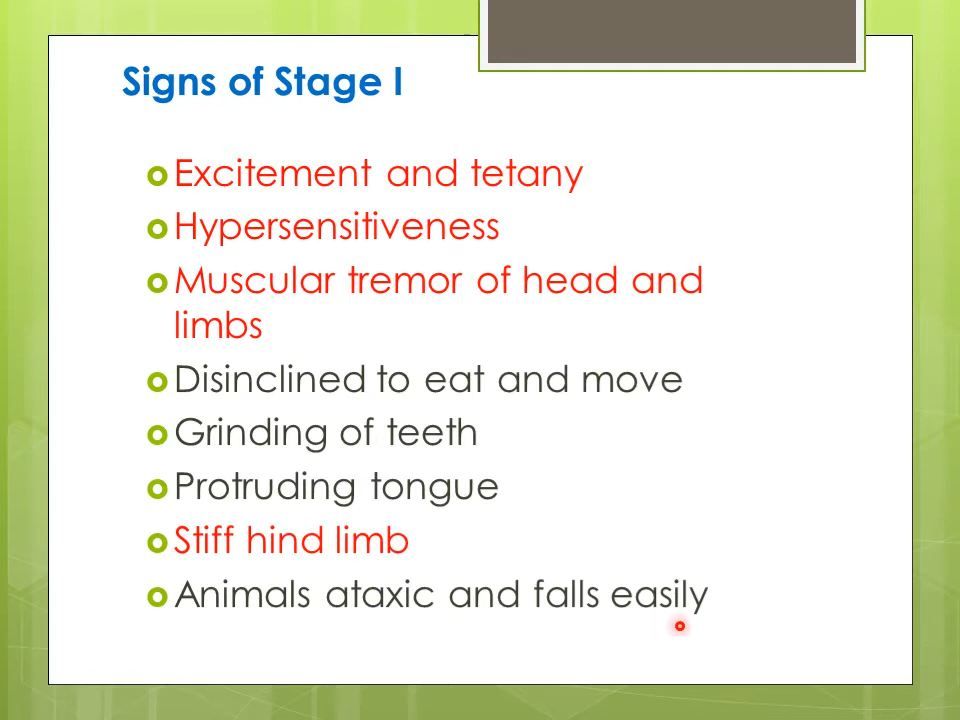 Signs of Stage I
Excitement and tetany
Hypersensitiveness
Muscular tremor of head and
limbs
Disinclined to eat and move
Grinding of teeth
Protruding tongue
Stiff hind limb
Animals ataxic and falls easily